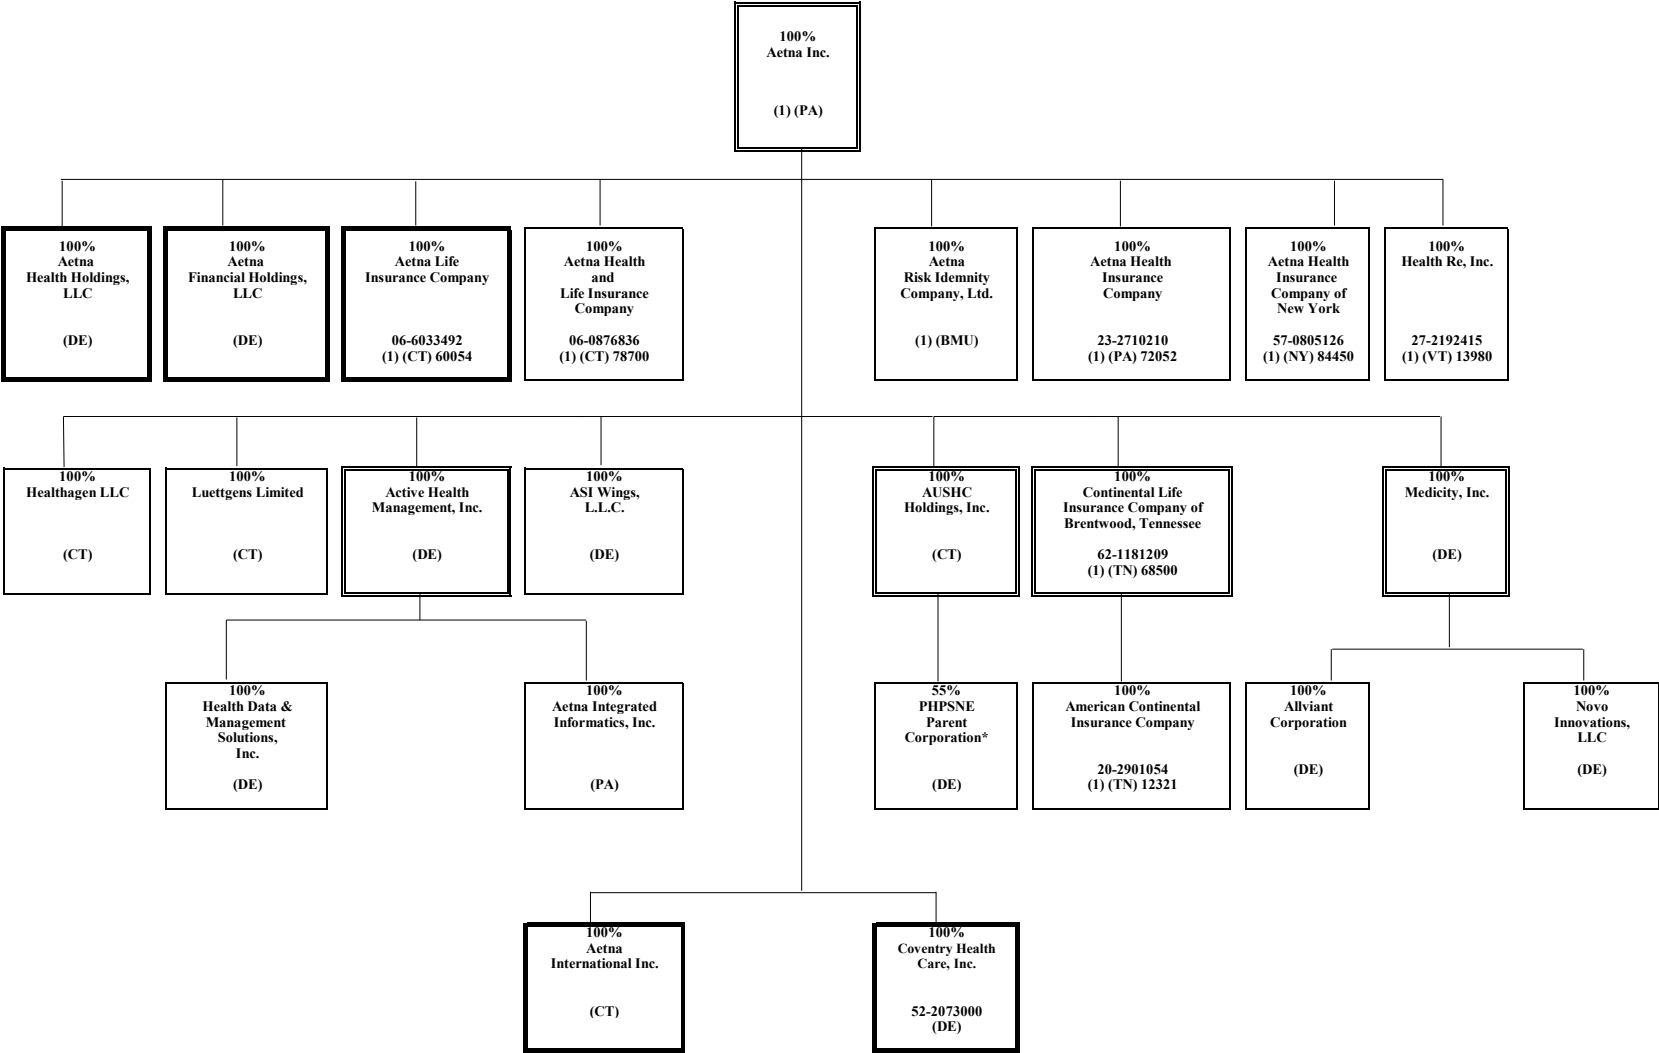 100%
Aetna Inc.
(1) (PA)
100%
Aetna
Health Holdings,
LLC
(DE)
100%
Aetna
Financial Holdings,
LLC
(DE)
100%
Aetna Life
Insurance Company
06-6033492
(1) (CT) 60054
100%
Aetna Health
and
Life Insurance
Company
06-0876836
(1) (CT) 78700
100%
Aetna
Risk Idemnity
Company, Ltd.
(1) (BMU)
100%
Aetna Health
Insurance
Company
23-2710210
(1) (PA) 72052
100%
Aetna Health
Insurance
Company of
New York
57-0805126
(1) (NY) 84450
100%
Health Re, Inc.
27-2192415
(1) (VT) 13980
100%
Healthagen LLC
(CT)
100%
Luettgens Limited
(CT)
100%
Active Health
Management, Inc.
(DE)
100%
ASI Wings,
L.L.C.
(DE)
100%
AUSHC
Holdings, Inc.
(CT)
100%
Continental Life
Insurance Company of
Brentwood, Tennessee
62-1181209
(1) (TN) 68500
100%
Medicity, Inc.
(DE)
100%
Health Data &
Management
Solutions,
Inc.
(DE)
100%
Aetna Integrated
Informatics, Inc.
(PA)
55%
PHPSNE
Parent
Corporation*
(DE)
100%
American Continental
Insurance Company
20-2901054
(1) (TN) 12321
100%
Allviant
Corporation
(DE)
100%
Novo
Innovations,
LLC
(DE)
100%
Aetna
International Inc.
(CT)
100%
Coventry Health
Care, Inc.
52-2073000
(DE)